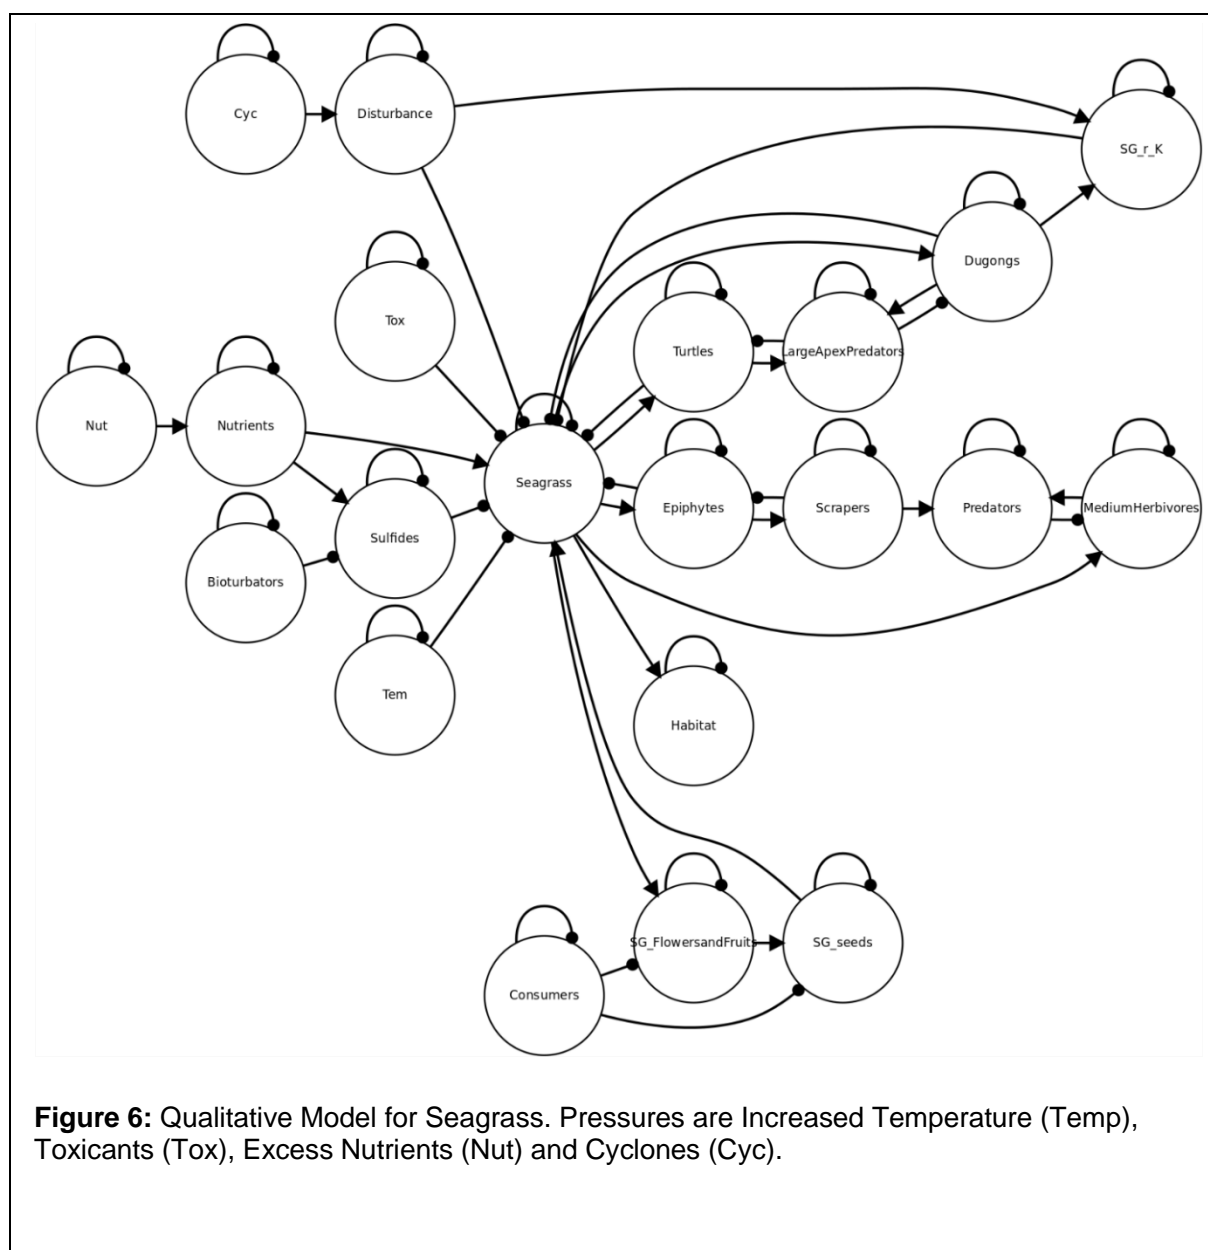 Cyc
Disturbance
SG_r_K
Dugongs
Tox
Turtles
LargeApexPredators
Nut
Nutrients
Seagrass
Epiphytes
Scrapers
Predators
MediumHerbivores
Sulfides
Bioturbators
Tem
Habitat
SG_FlowersandFruits
SG_seeds
Consumers
Figure 6: Qualitative Model for Seagrass. Pressures are Increased Temperature (Temp),
Toxicants (Tox), Excess Nutrients (Nut) and Cyclones (Cyc).